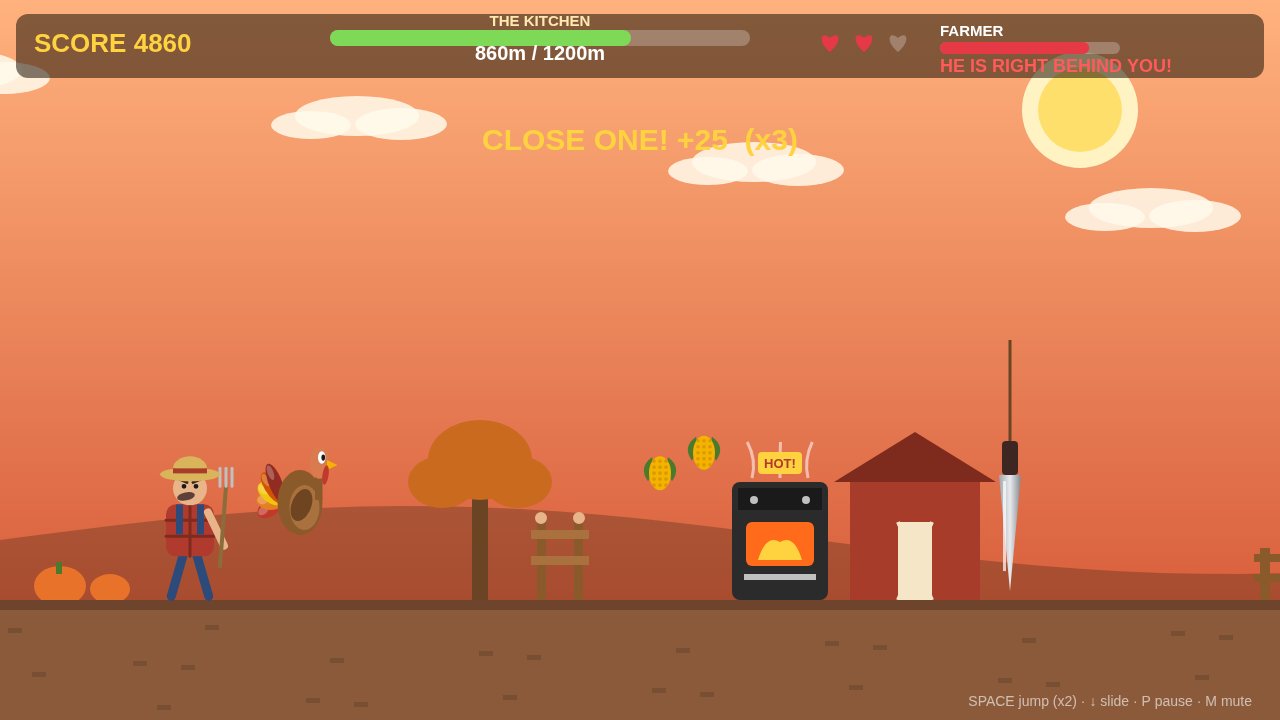 SCORE 4860
THE KITCHEN
860m / 1200m
FARMER
HE IS RIGHT BEHIND YOU!
CLOSE ONE! +25 (x3)
HOT!
SPACE jump (x2) · ↓ slide · P pause · M mute